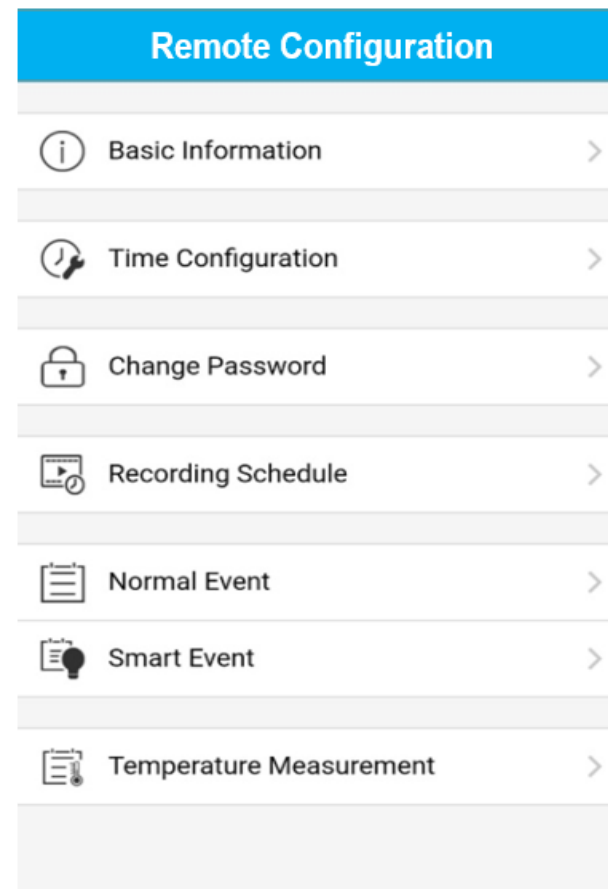 Remote Configuration
Basic Information
Time Configuration
Change Password
Recording Schedule
Normal Event
Smart Event
Temperature Measurement